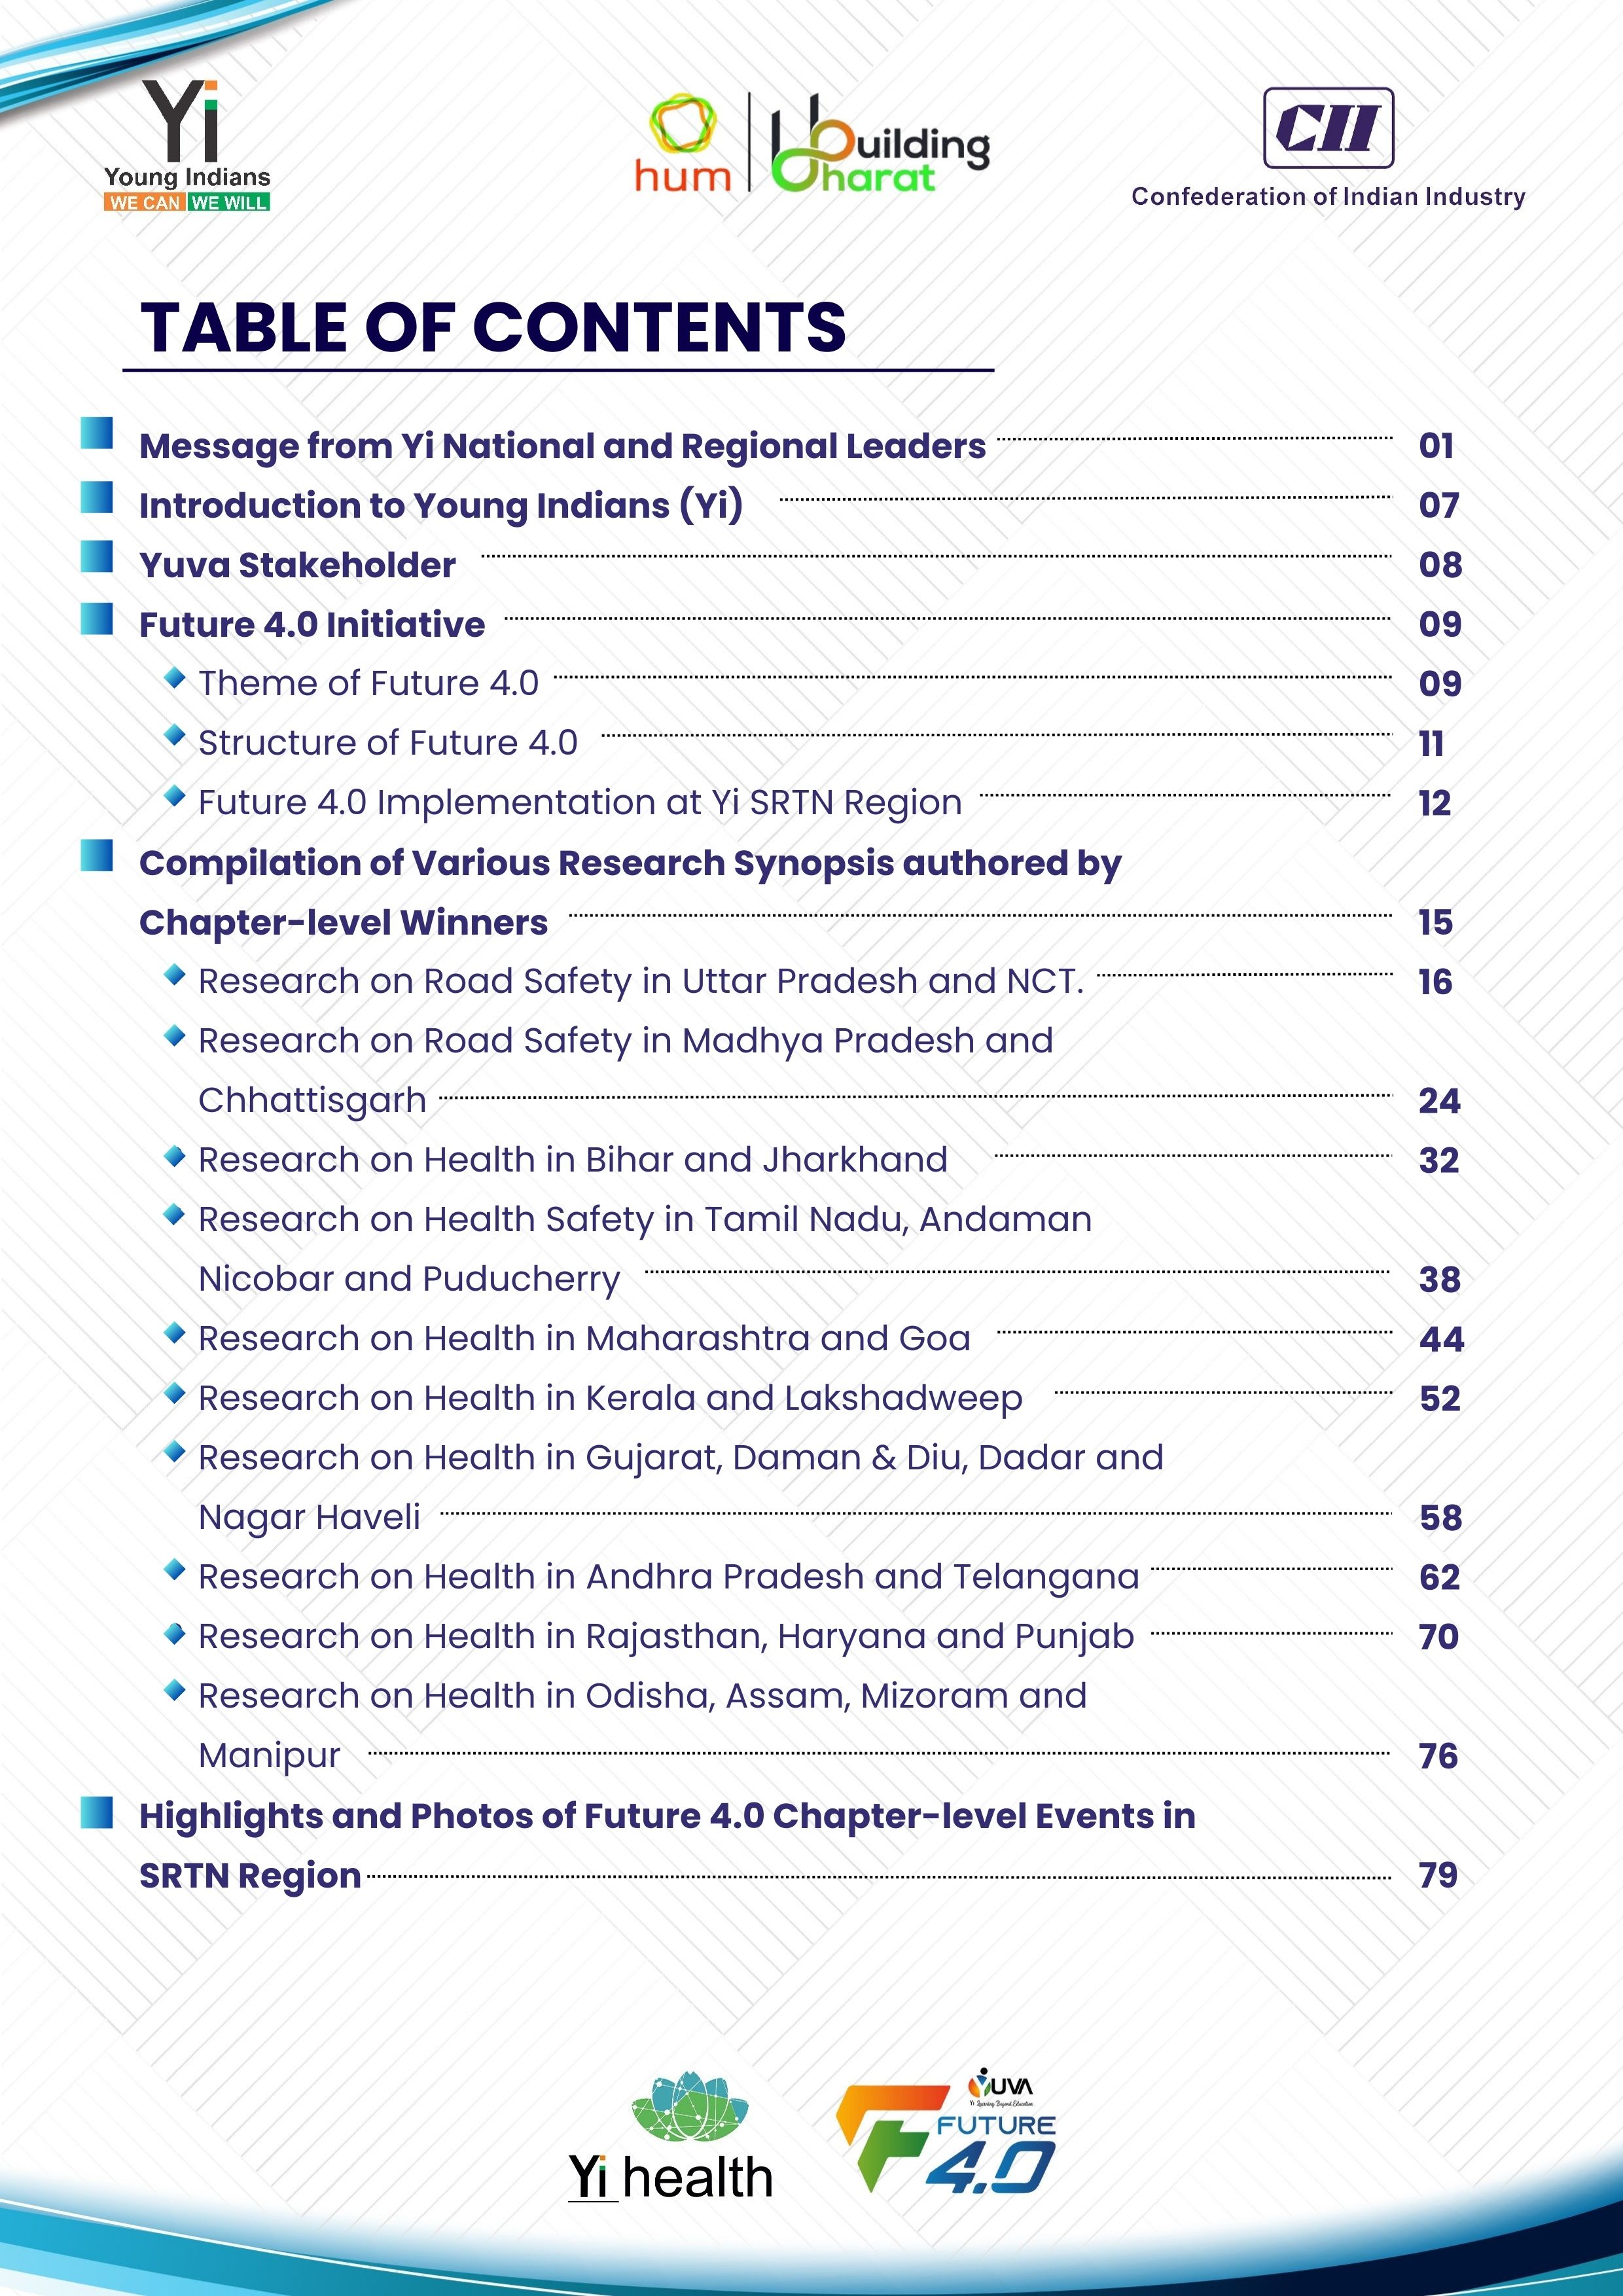 Yi
Young Indians
WE CAN WE WILL
hum
Building
Bharat
CII
Confederation of Indian Industry
TABLE OF CONTENTS
Message from Yi National and Regional Leaders 01
Introduction to Young Indians (Yi) 07
Yuva Stakeholder 08
Future 4.0 Initiative 09
Theme of Future 4.0 09
Structure of Future 4.0 11
Future 4.0 Implementation at Yi SRTN Region 12
Compilation of Various Research Synopsis authored by
Chapter-level Winners 15
Research on Road Safety in Uttar Pradesh and NCT. 16
Research on Road Safety in Madhya Pradesh and
Chhattisgarh 24
Research on Health in Bihar and Jharkhand 32
Research on Health Safety in Tamil Nadu, Andaman
Nicobar and Puducherry 38
Research on Health in Maharashtra and Goa 44
Research on Health in Kerala and Lakshadweep 52
Research on Health in Gujarat, Daman & Diu, Dadar and
Nagar Haveli 58
Research on Health in Andhra Pradesh and Telangana 62
Research on Health in Rajasthan, Haryana and Punjab 70
Research on Health in Odisha, Assam, Mizoram and
Manipur 76
Highlights and Photos of Future 4.0 Chapter-level Events in
SRTN Region 79
Yi health
YUVA
Yi Learning Beyond Education
FUTURE
4.0